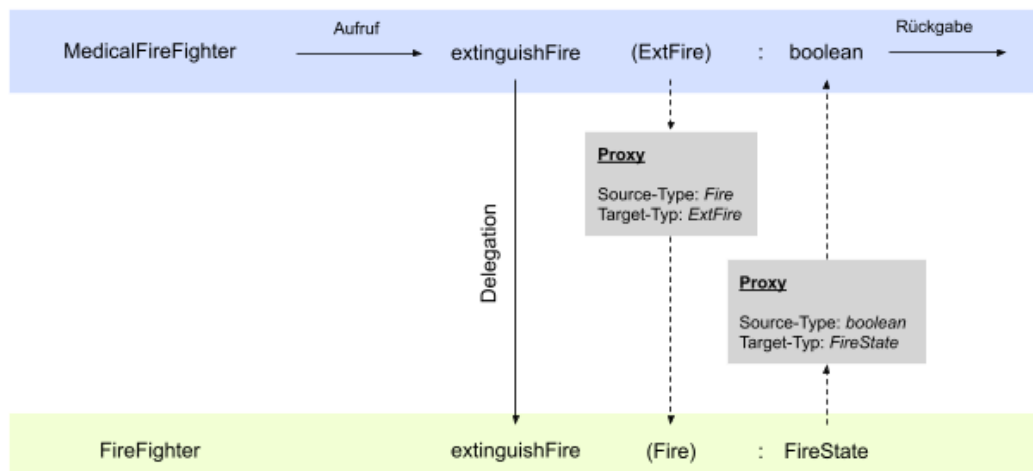 Aufruf
Rückgabe
MedicalFireFighter extinguishFire (ExtFire) : boolean
Proxy
Source-Type: Fire
Target-Typ: ExtFire
Delegation
Proxy
Source-Type: boolean
Target-Typ: FireState
FireFighter extinguishFire (Fire) : FireState